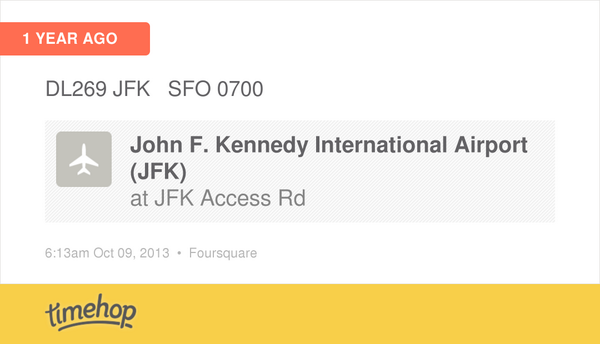 1 YEAR AGO
DL269 JFK SFO 0700
John F. Kennedy International Airport
(JFK)
at JFK Access Rd
6:13am Oct 09, 2013 • Foursquare
timehop